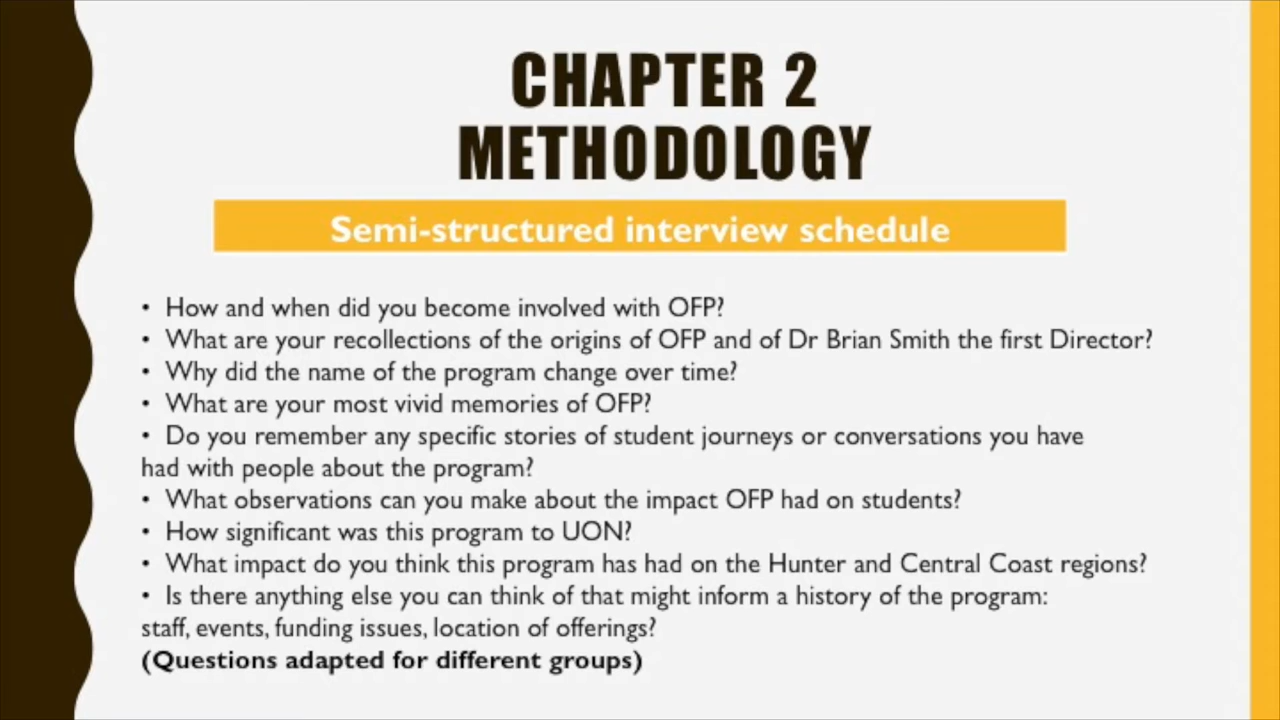 CHAPTER 2
METHODOLOGY
Semi-structured interview schedule
• How and when did you become involved with OFP?
• What are your recollections of the origins of OFP and of Dr Brian Smith the first Director?
• Why did the name of the program change over time?
• What are your most vivid memories of OFP?
• Do you remember any specific stories of student journeys or conversations you have
had with people about the program?
• What observations can you make about the impact OFP had on students?
• How significant was this program to UON?
• What impact do you think this program has had on the Hunter and Central Coast regions?
• Is there anything else you can think of that might inform a history of the program:
staff, events, funding issues, location of offerings?
(Questions adapted for different groups)